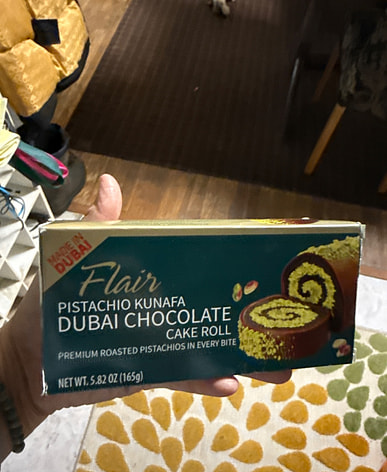 MADE IN
DUBAI
Flair
PISTACHIO KUNAFA
DUBAI CHOCOLATE
CAKE ROLL
PREMIUM ROASTED PISTACHIOS IN EVERY BITE
NET WT. 5.82 OZ (165g)